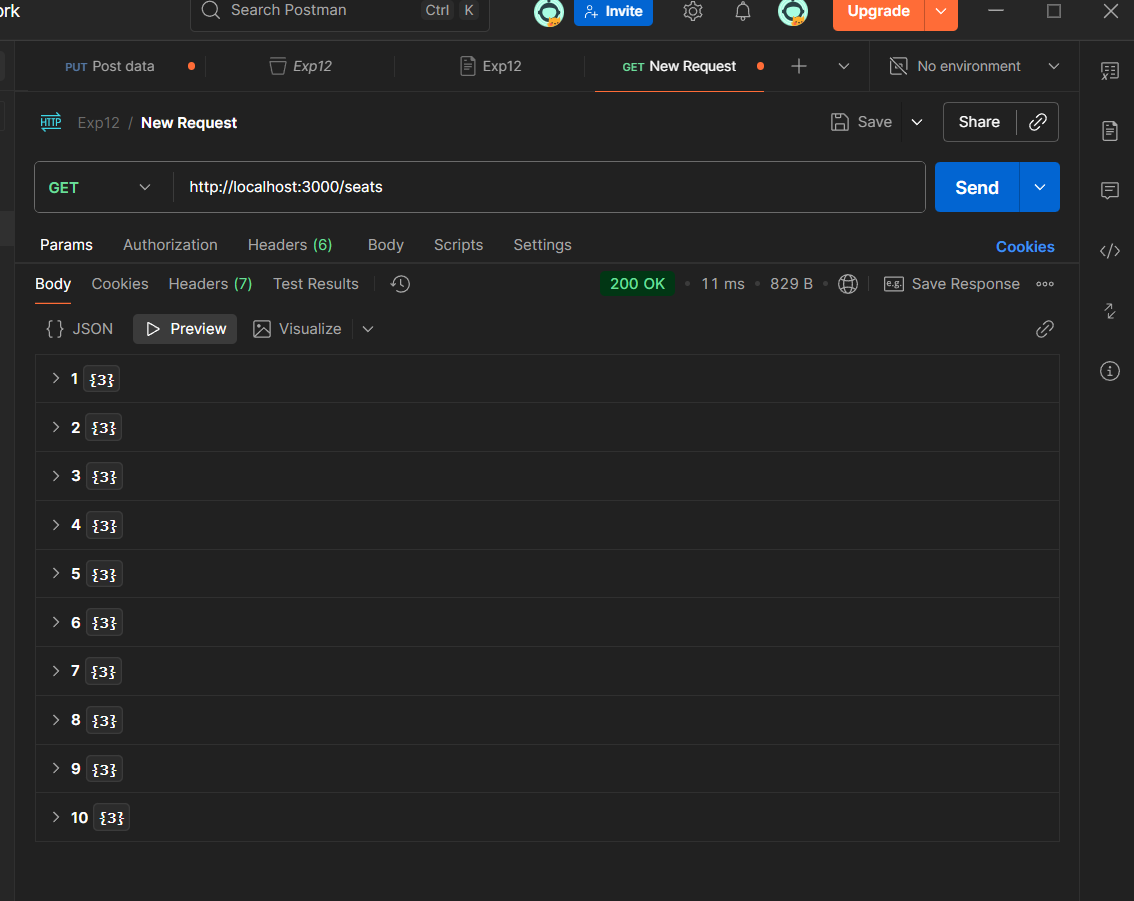 rk Search Postman Ctrl K Invite Upgrade
PUT Post data Exp12 Exp12 GET New Request No environment
HTTP Exp12 / New Request Save Share
GET http://localhost:3000/seats Send
Params Authorization Headers (6) Body Scripts Settings Cookies
Body Cookies Headers (7) Test Results 200 OK • 11 ms • 829 B • e.g. Save Response
{} JSON Preview Visualize
1 {3}
2 {3}
3 {3}
4 {3}
5 {3}
6 {3}
7 {3}
8 {3}
9 {3}
10 {3}